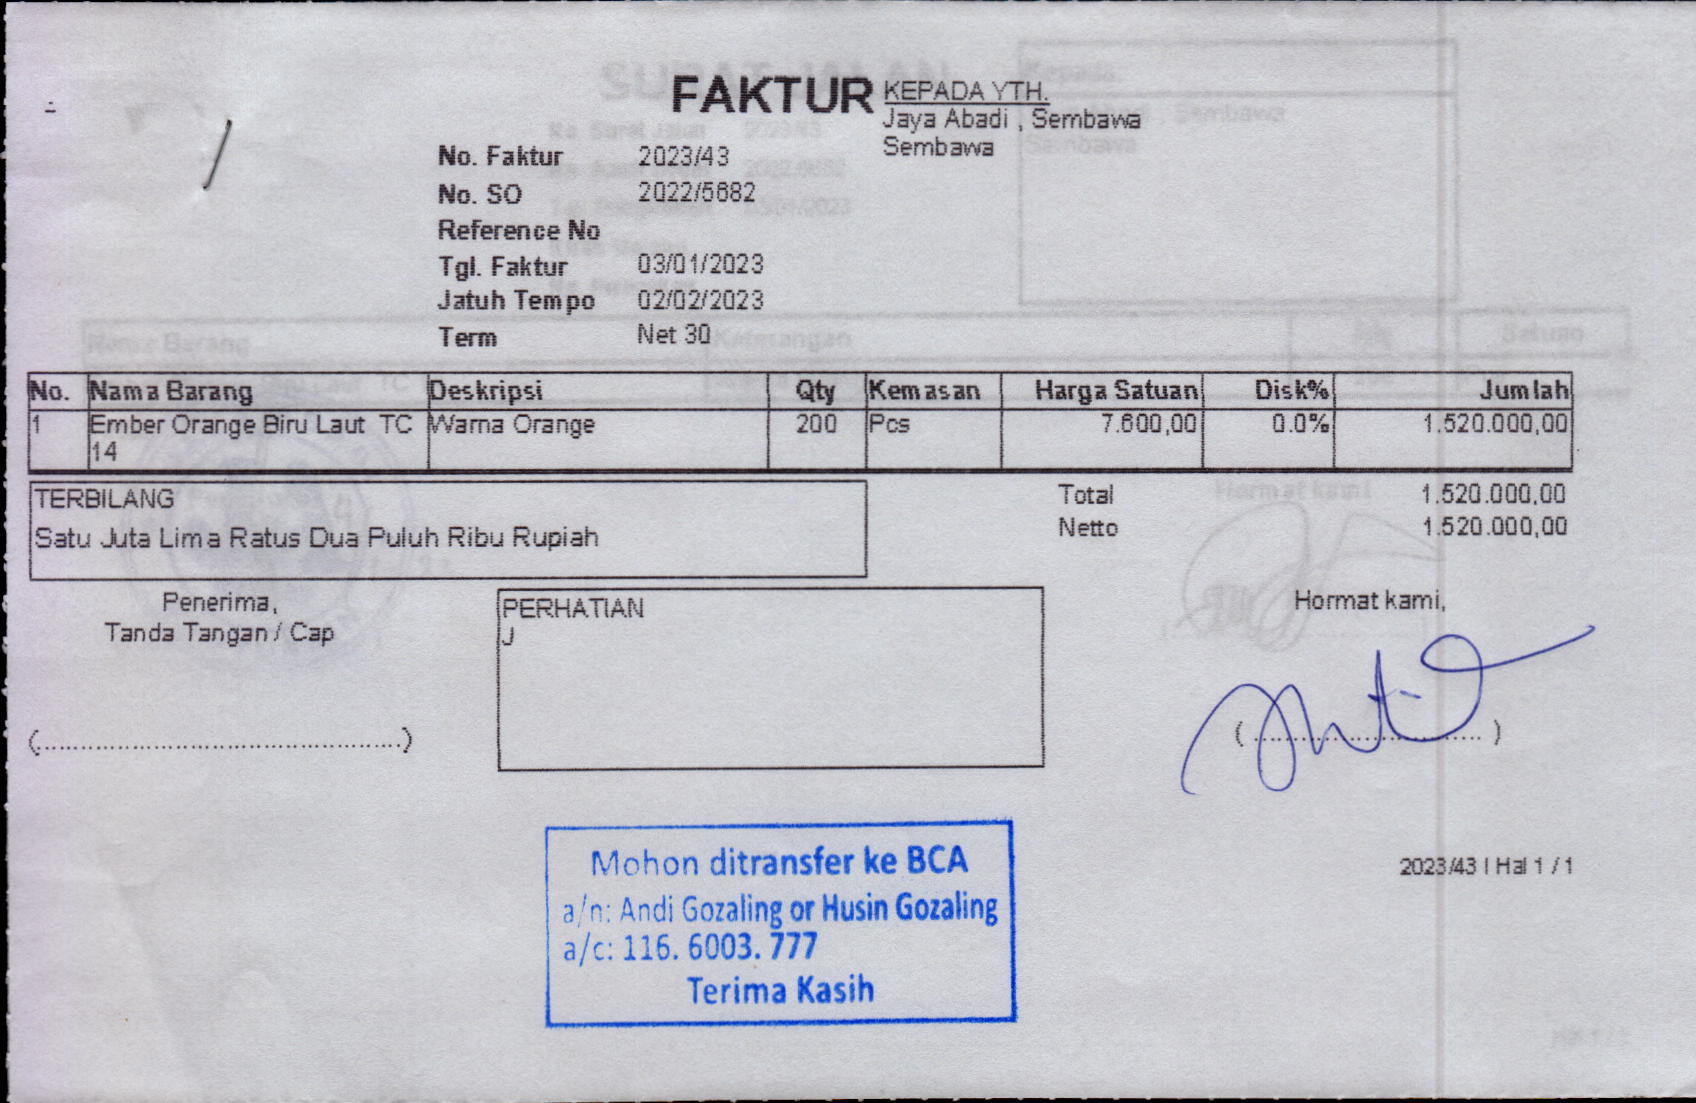 FAKTUR
KEPADA YTH.
Jaya Abadi , Sembawa
Sembawa
No. Faktur 2023/43
No. SO 2022/5682
Reference No
Tgl. Faktur 03/01/2023
Jatuh Tempo 02/02/2023
Term Net 30
No. Nama Barang Deskripsi Qty Kemasan Harga Satuan Disk% Jumlah
1 Ember Orange Biru Laut TC Warna Orange 200 Pcs 7.600,00 0.0% 1.520.000,00
14
TERBILANG
Satu Juta Lima Ratus Dua Puluh Ribu Rupiah
Total 1.520.000,00
Netto 1.520.000,00
Penerima,
Tanda Tangan / Cap
(..............................................)
PERHATIAN
J
Hormat kami,
( .............................. )
Mohon ditransfer ke BCA
a/n: Andi Gozaling or Husin Gozaling
a/c: 116. 6003. 777
Terima Kasih
2023/43 | Hal 1 / 1